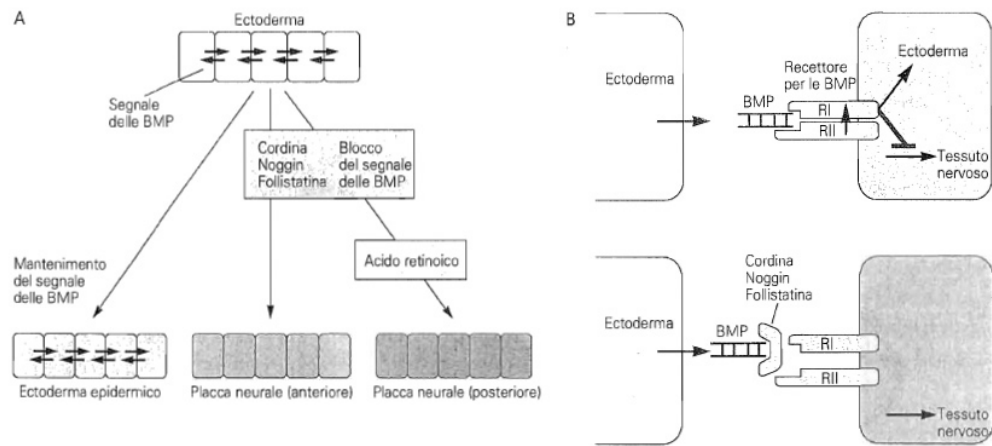 A
Ectoderma
Segnale
delle BMP
Cordina
Noggin
Follistatina
Blocco
del segnale
delle BMP
Acido retinoico
Mantenimento
del segnale
delle BMP
Ectoderma epidermico
Placca neurale (anteriore)
Placca neurale (posteriore)
B
Ectoderma
BMP
Recettore
per le BMP
RI
RII
Ectoderma
Tessuto
nervoso
Ectoderma
BMP
Cordina
Noggin
Follistatina
RI
RII
Tessuto
nervoso